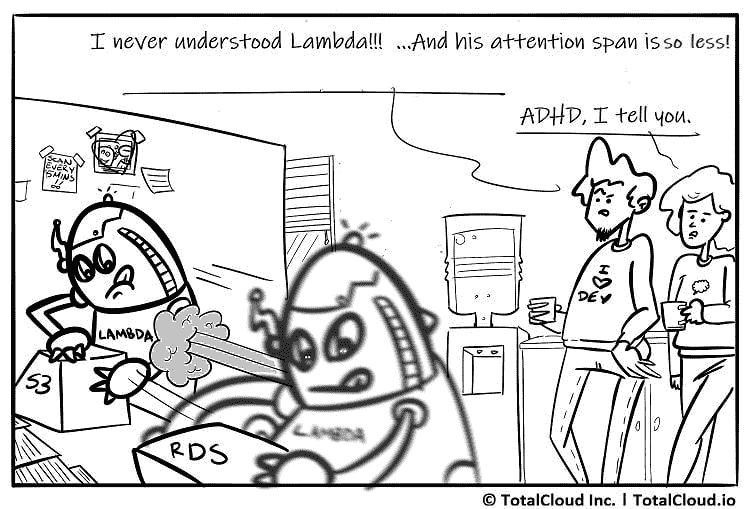 I never understood Lambda!!! ...And his attention span is so less!
ADHD, I tell you.
SCAN
EVERY
5 MINS
!!
I
DEV
LAMBDA
S3
LAMBDA
RDS
© TotalCloud Inc. | TotalCloud.io